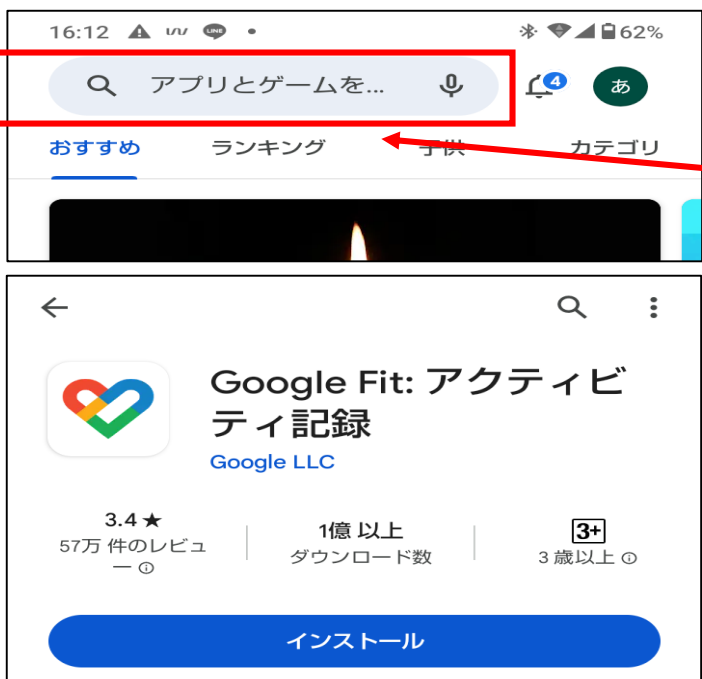 16:12 LINE 62%
アプリとゲームを...
4 あ
おすすめ ランキング 子供 カテゴリ
Google Fit: アクティビ
ティ記録
Google LLC
3.4★ 1億 以上 3+
57万 件のレビュ ダウンロード数 3 歳以上
ー
インストール